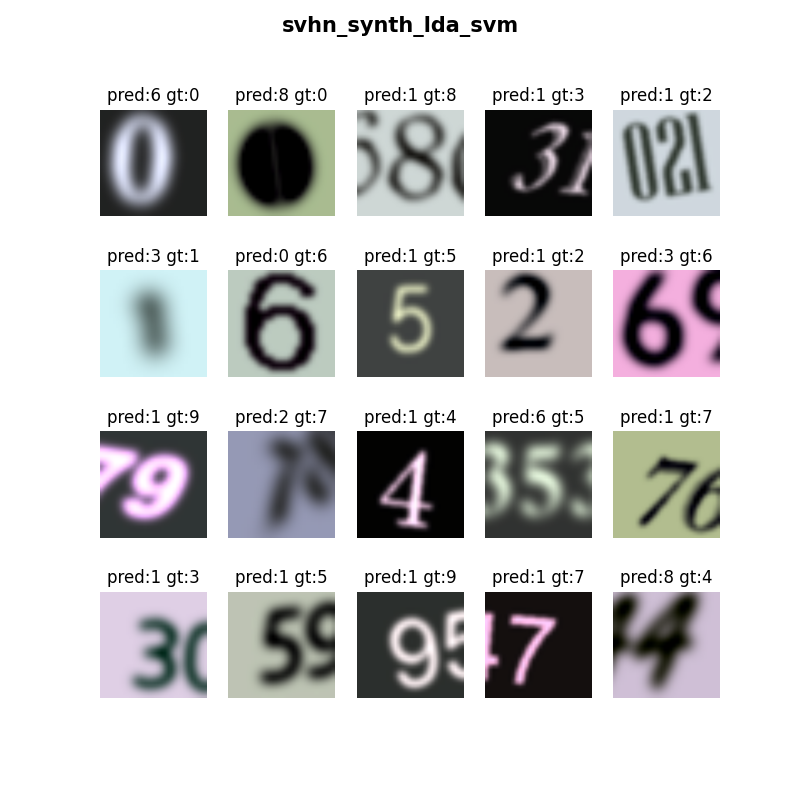 svhn_synth_lda_svm
pred:6 gt:0 pred:8 gt:0 pred:1 gt:8 pred:1 gt:3 pred:1 gt:2
0 0 680 31 021
pred:3 gt:1 pred:0 gt:6 pred:1 gt:5 pred:1 gt:2 pred:3 gt:6
1 6 5 2 69
pred:1 gt:9 pred:2 gt:7 pred:1 gt:4 pred:6 gt:5 pred:1 gt:7
79 7 4 353 76
pred:1 gt:3 pred:1 gt:5 pred:1 gt:9 pred:1 gt:7 pred:8 gt:4
30 59 95 47 44